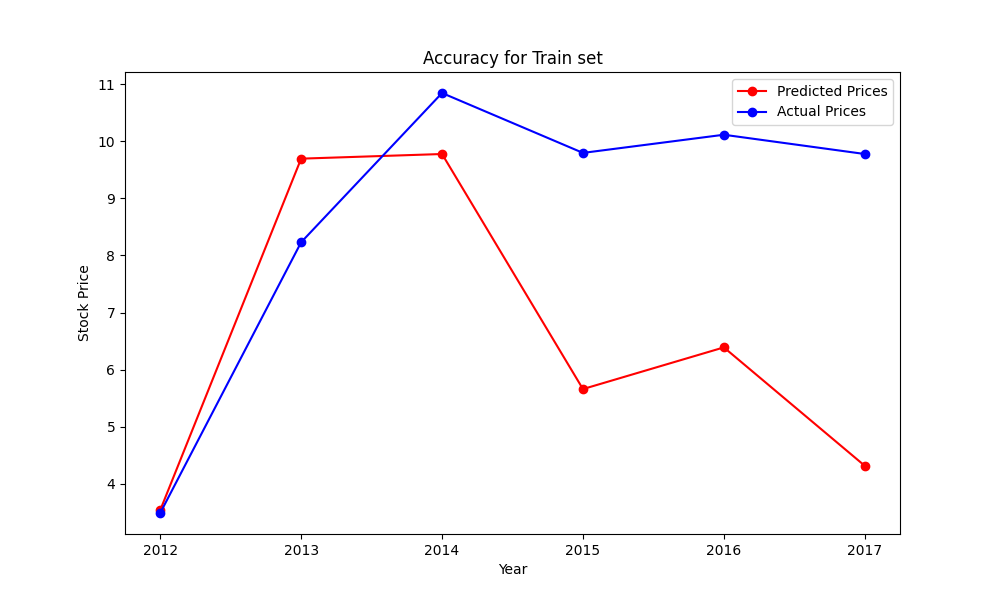 Accuracy for Train set
Predicted Prices
Actual Prices
11
10
9
8
7
6
5
4
Stock Price
2012 2013 2014 2015 2016 2017
Year